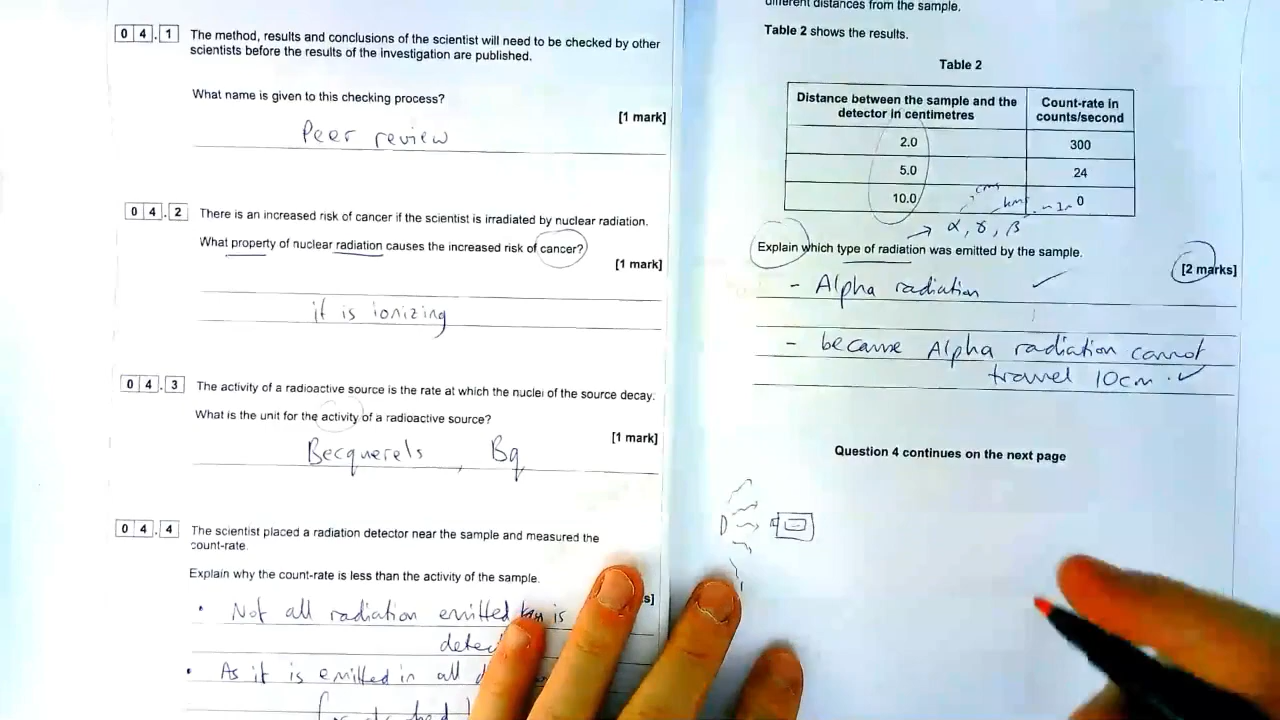 0 4 . 1 The method, results and conclusions of the scientist will need to be checked by other
scientists before the results of the investigation are published.
What name is given to this checking process?
[1 mark]
Peer review
0 4 . 2 There is an increased risk of cancer if the scientist is irradiated by nuclear radiation.
What property of nuclear radiation causes the increased risk of cancer?
[1 mark]
it is ionizing
0 4 . 3 The activity of a radioactive source is the rate at which the nuclei of the source decay.
What is the unit for the activity of a radioactive source?
[1 mark]
Becquerels , Bq
0 4 . 4 The scientist placed a radiation detector near the sample and measured the
count-rate.
Explain why the count-rate is less than the activity of the sample.
s]
• Not all radiation emitted is
• As it is emitted in all
different distances from the sample.
Table 2 shows the results.
Table 2
Distance between the sample and the
detector in centimetres
Count-rate in
counts/second
2.0 300
5.0 24
10.0 0
cm
km
α, γ, β
Explain which type of radiation was emitted by the sample.
[2 marks]
- Alpha radiation
- because Alpha radiation cannot
travel 10cm.
Question 4 continues on the next page